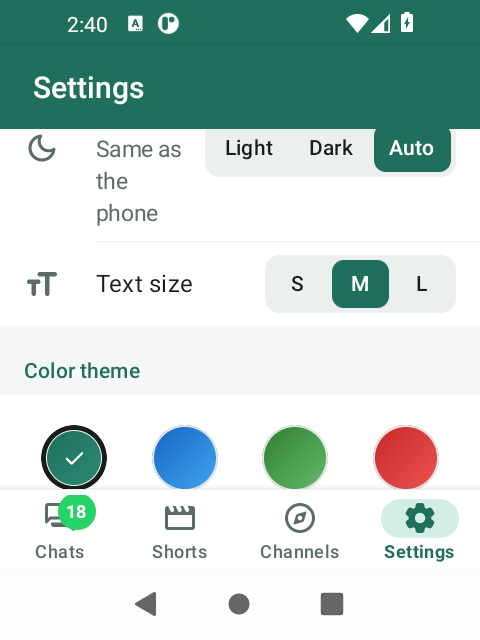 2:40
Settings
Same as
the
phone
Light Dark Auto
Text size
S M L
Color theme
18
Chats Shorts Channels Settings